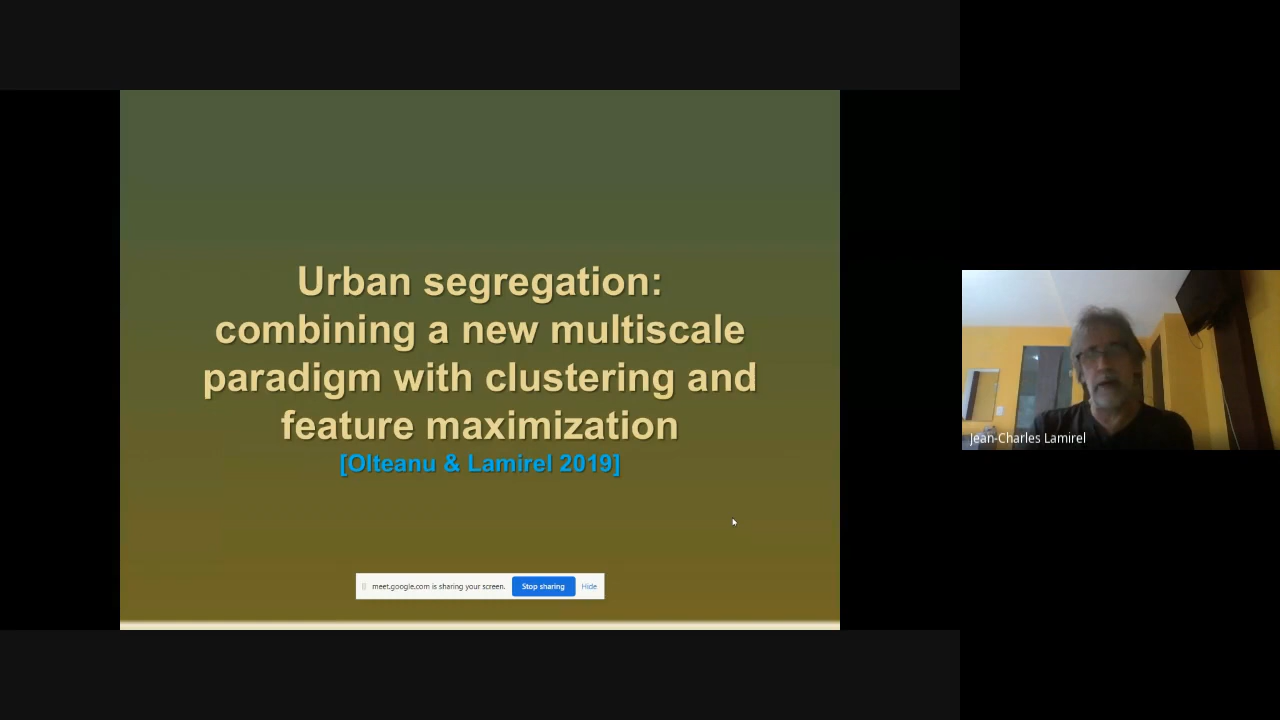 Urban segregation:
combining a new multiscale
paradigm with clustering and
feature maximization
[Olteanu & Lamirel 2019]
meet.google.com is sharing your screen. Stop sharing Hide
Jean-Charles Lamirel